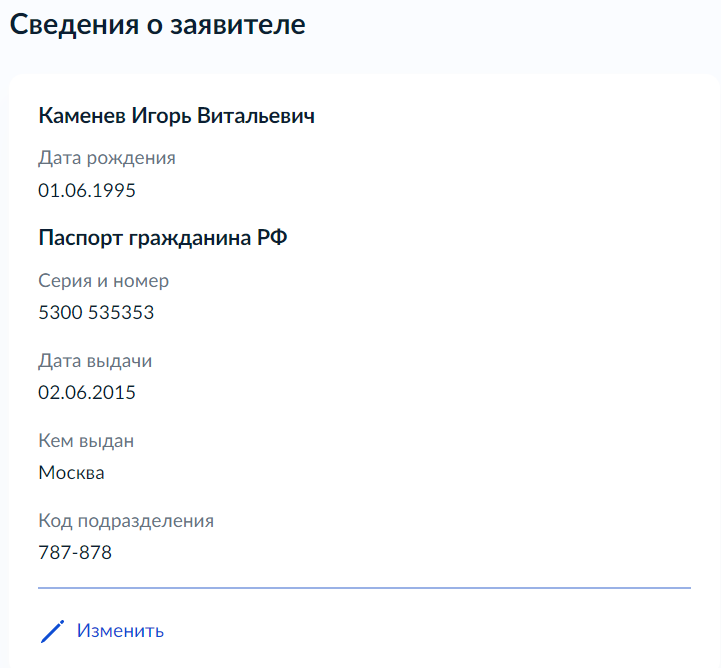 Сведения о заявителе
Каменев Игорь Витальевич
Дата рождения
01.06.1995
Паспорт гражданина РФ
Серия и номер
5300 535353
Дата выдачи
02.06.2015
Кем выдан
Москва
Код подразделения
787-878
Изменить